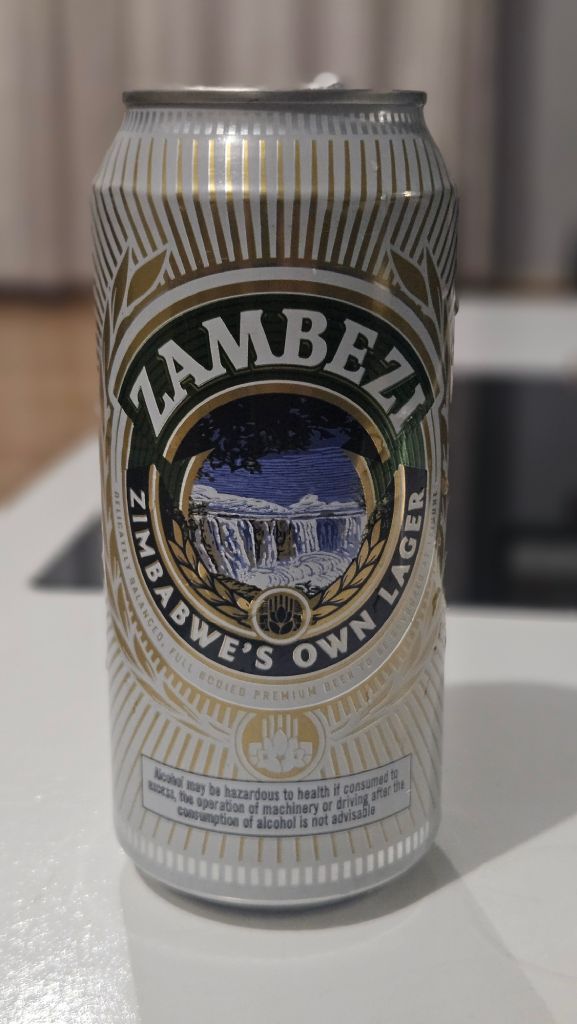 ZAMBEZI
ZIMBABWE'S OWN LAGER
DELICATELY BALANCED, FULL BODIED PREMIUM BEER TO BE
Alcohol may be hazardous to health if consumed to
excess, the operation of machinery or driving after the
consumption of alcohol is not advisable